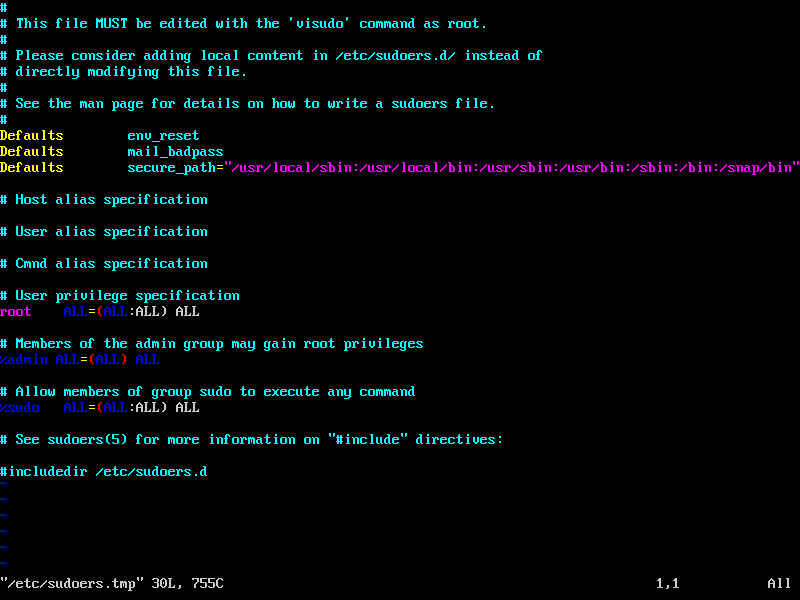 #
# This file MUST be edited with the 'visudo' command as root.
#
# Please consider adding local content in /etc/sudoers.d/ instead of
# directly modifying this file.
#
# See the man page for details on how to write a sudoers file.
#
Defaults        env_reset
Defaults        mail_badpass
Defaults        secure_path="/usr/local/sbin:/usr/local/bin:/usr/sbin:/usr/bin:/sbin:/bin:/snap/bin"
# Host alias specification
# User alias specification
# Cmnd alias specification
# User privilege specification
root    ALL=(ALL:ALL) ALL
# Members of the admin group may gain root privileges
%admin ALL=(ALL) ALL
# Allow members of group sudo to execute any command
%sudo   ALL=(ALL:ALL) ALL
# See sudoers(5) for more information on "#include" directives:
#includedir /etc/sudoers.d
~
~
~
~
~
~
"/etc/sudoers.tmp" 30L, 755C                                                      1,1           All